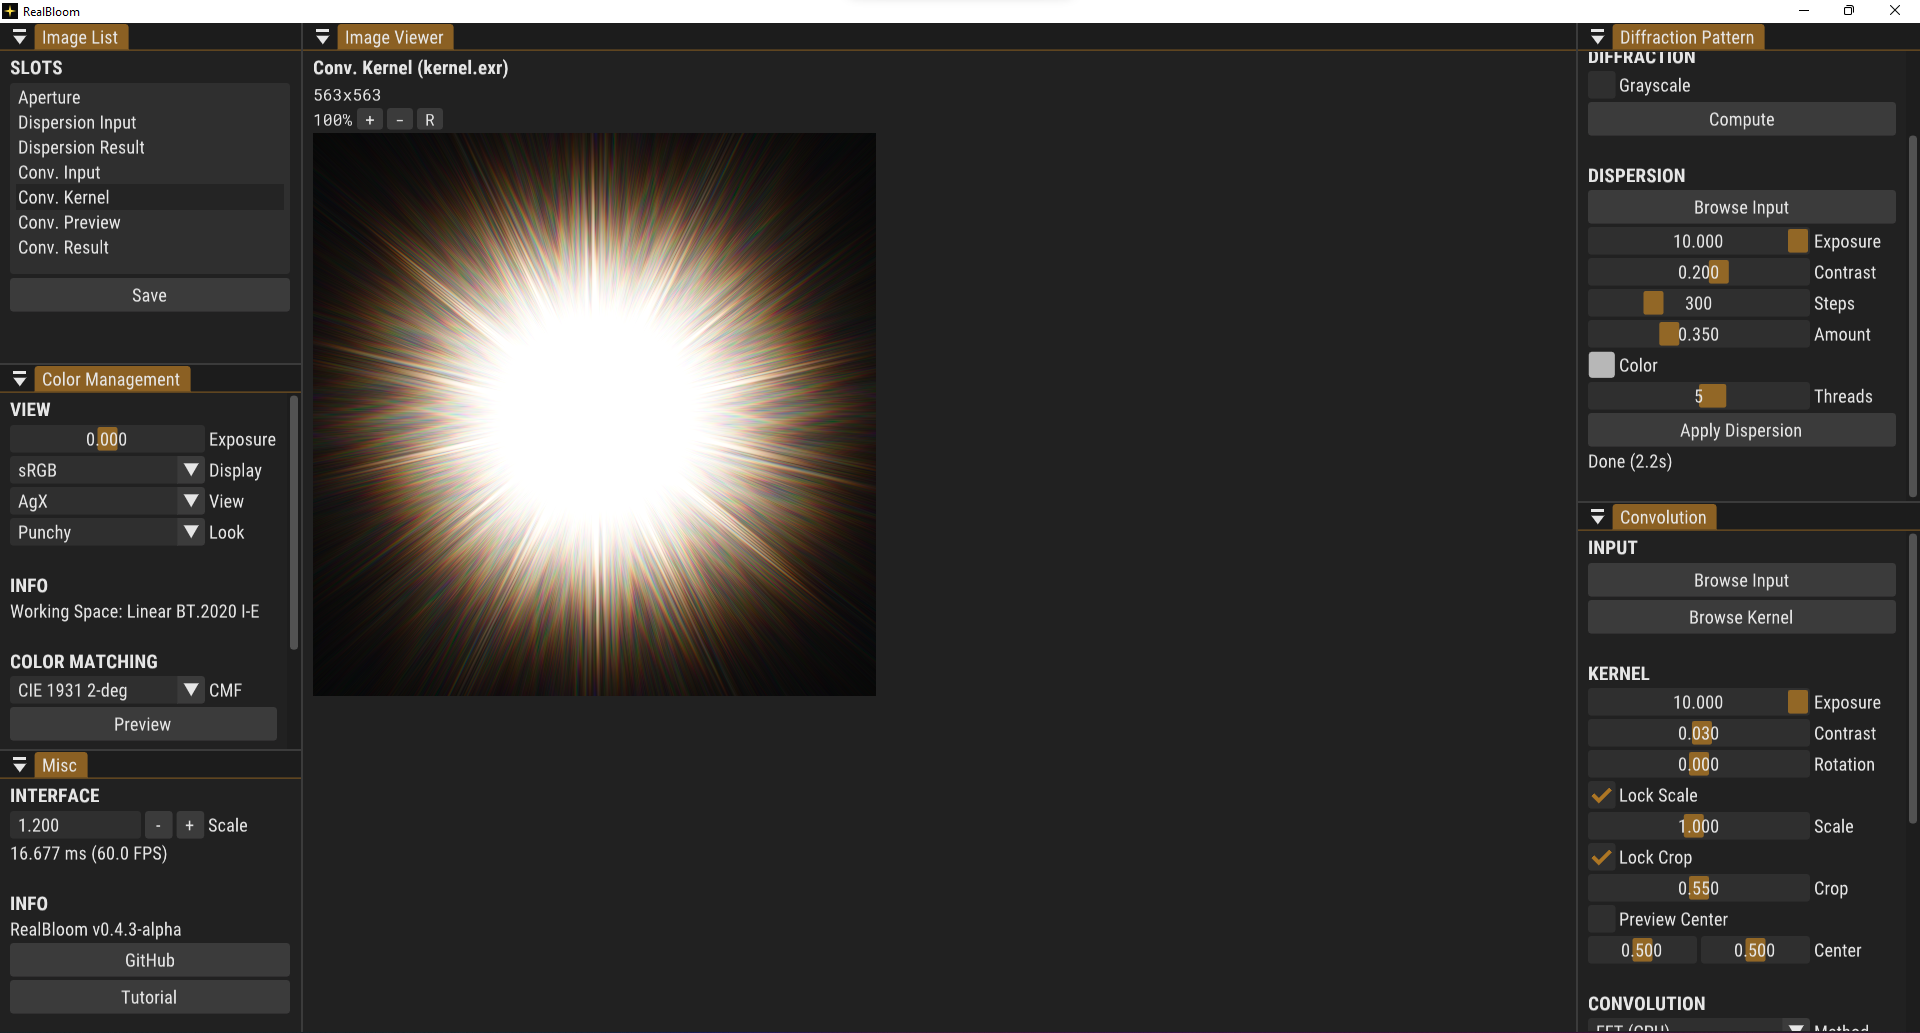 RealBloom
Image List
SLOTS
Aperture
Dispersion Input
Dispersion Result
Conv. Input
Conv. Kernel
Conv. Preview
Conv. Result
Save
Color Management
VIEW
0.000 Exposure
sRGB Display
AgX View
Punchy Look
INFO
Working Space: Linear BT.2020 I-E
COLOR MATCHING
CIE 1931 2-deg CMF
Preview
Misc
INTERFACE
1.200 - + Scale
16.677 ms (60.0 FPS)
INFO
RealBloom v0.4.3-alpha
GitHub
Tutorial
Image Viewer
Conv. Kernel (kernel.exr)
563x563
100% + - R
Diffraction Pattern
DIFFRACTION
Grayscale
Compute
DISPERSION
Browse Input
10.000 Exposure
0.200 Contrast
300 Steps
0.350 Amount
Color
5 Threads
Apply Dispersion
Done (2.2s)
Convolution
INPUT
Browse Input
Browse Kernel
KERNEL
10.000 Exposure
0.030 Contrast
0.000 Rotation
Lock Scale
1.000 Scale
Lock Crop
0.550 Crop
Preview Center
0.500 0.500 Center
CONVOLUTION
FFT (CPU) Method